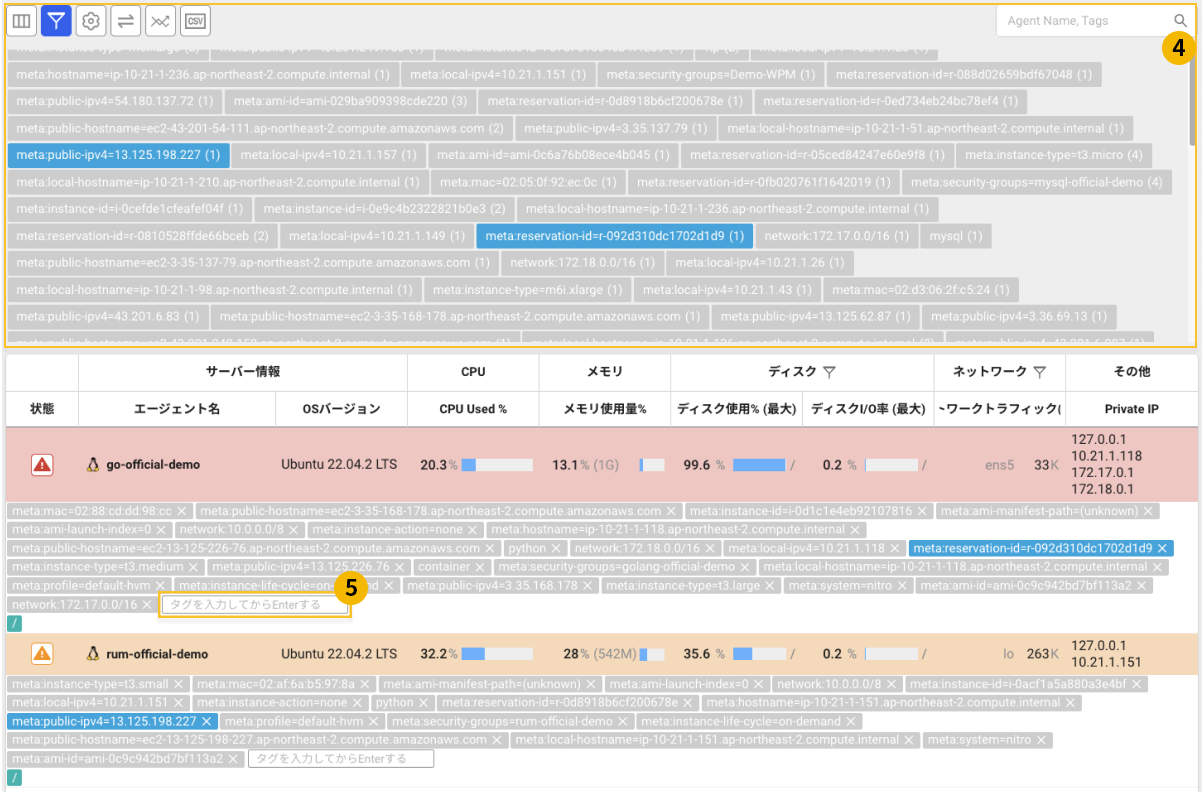 CSV Agent Name, Tags
4
meta:hostname=ip-10-21-1-236.ap-northeast-2.compute.internal (1) meta:local-ipv4=10.21.1.151 (1) meta:security-groups=Demo-WPM (1) meta:reservation-id=r-088d02659bdf67048 (1)
meta:public-ipv4=54.180.137.72 (1) meta:ami-id=ami-029ba909398cde220 (3) meta:reservation-id=r-0d8918b6cf200678e (1) meta:reservation-id=r-0ed734eb24bc78ef4 (1)
meta:public-hostname=ec2-43-201-54-111.ap-northeast-2.compute.amazonaws.com (2) meta:public-ipv4=3.35.137.79 (1) meta:local-hostname=ip-10-21-1-51.ap-northeast-2.compute.internal (1)
meta:public-ipv4=13.125.198.227 (1) meta:local-ipv4=10.21.1.157 (1) meta:ami-id=ami-0c6a76b08ece4b045 (1) meta:reservation-id=r-05ced84247e60e9f8 (1) meta:instance-type=t3.micro (4)
meta:local-hostname=ip-10-21-1-210.ap-northeast-2.compute.internal (1) meta:mac=02:05:0f:92:ec:0c (1) meta:reservation-id=r-0fb020761f1642019 (1) meta:security-groups=mysql-official-demo (4)
meta:instance-id=i-0cefde1cfeafef04f (1) meta:instance-id=i-0e9c4b2322821b0e3 (2) meta:local-hostname=ip-10-21-1-236.ap-northeast-2.compute.internal (1)
meta:reservation-id=r-0810528ffde66bceb (2) meta:local-ipv4=10.21.1.149 (1) meta:reservation-id=r-092d310dc1702d1d9 (1) network:172.17.0.0/16 (1) mysql (1)
meta:public-hostname=ec2-3-35-137-79.ap-northeast-2.compute.amazonaws.com (1) network:172.18.0.0/16 (1) meta:local-ipv4=10.21.1.26 (1)
meta:local-hostname=ip-10-21-1-98.ap-northeast-2.compute.internal (1) meta:instance-type=m6i.xlarge (1) meta:local-ipv4=10.21.1.43 (1) meta:mac=02:d3:06:2f:c5:24 (1)
meta:public-ipv4=43.201.6.83 (1) meta:public-hostname=ec2-3-35-168-178.ap-northeast-2.compute.amazonaws.com (1) meta:public-ipv4=13.125.62.87 (1) meta:public-ipv4=3.36.69.13 (1)
サーバー情報 CPU メモリ ディスク ネットワーク その他
状態 エージェント名 OSバージョン CPU Used % メモリ使用量% ディスク使用% (最大) ディスクI/O率 (最大) ワークトラフィック( Private IP
go-official-demo Ubuntu 22.04.2 LTS 20.3% 13.1% (1G) 99.6 % / 0.2 % / ens5 33K 127.0.0.1
10.21.1.118
172.17.0.1
172.18.0.1
meta:mac=02:88:cd:dd:98:cc × meta:public-hostname=ec2-3-35-168-178.ap-northeast-2.compute.amazonaws.com × meta:instance-id=i-0d1c1e4eb92107816 × meta:ami-manifest-path=(unknown) ×
meta:ami-launch-index=0 × network:10.0.0.0/8 × meta:instance-action=none × meta:hostname=ip-10-21-1-118.ap-northeast-2.compute.internal ×
meta:public-hostname=ec2-13-125-226-76.ap-northeast-2.compute.amazonaws.com × python × network:172.18.0.0/16 × meta:local-ipv4=10.21.1.118 × meta:reservation-id=r-092d310dc1702d1d9 ×
meta:instance-type=t3.medium × meta:public-ipv4=13.125.226.76 × container × meta:security-groups=golang-official-demo × meta:local-hostname=ip-10-21-1-118.ap-northeast-2.compute.internal ×
meta:profile=default-hvm × meta:instance-life-cycle=on- nd × meta:public-ipv4=3.35.168.178 × meta:instance-type=t3.large × meta:system=nitro × meta:ami-id=ami-0c9c942bd7bf113a2 ×
5
network:172.17.0.0/16 × タグを入力してからEnterする
/
rum-official-demo Ubuntu 22.04.2 LTS 32.2% 28% (542M) 35.6 % / 0.2 % / lo 263K 127.0.0.1
10.21.1.151
meta:instance-type=t3.small × meta:mac=02:af:6a:b5:97:8a × meta:ami-manifest-path=(unknown) × meta:ami-launch-index=0 × network:10.0.0.0/8 × meta:instance-id=i-0acf1a5a880a3e4bf ×
meta:local-ipv4=10.21.1.151 × meta:instance-action=none × python × meta:reservation-id=r-0d8918b6cf200678e × meta:hostname=ip-10-21-1-151.ap-northeast-2.compute.internal ×
meta:public-ipv4=13.125.198.227 × meta:profile=default-hvm × meta:security-groups=rum-official-demo × meta:instance-life-cycle=on-demand ×
meta:public-hostname=ec2-13-125-198-227.ap-northeast-2.compute.amazonaws.com × meta:local-hostname=ip-10-21-1-151.ap-northeast-2.compute.internal × meta:system=nitro ×
meta:ami-id=ami-0c9c942bd7bf113a2 × タグを入力してからEnterする
/